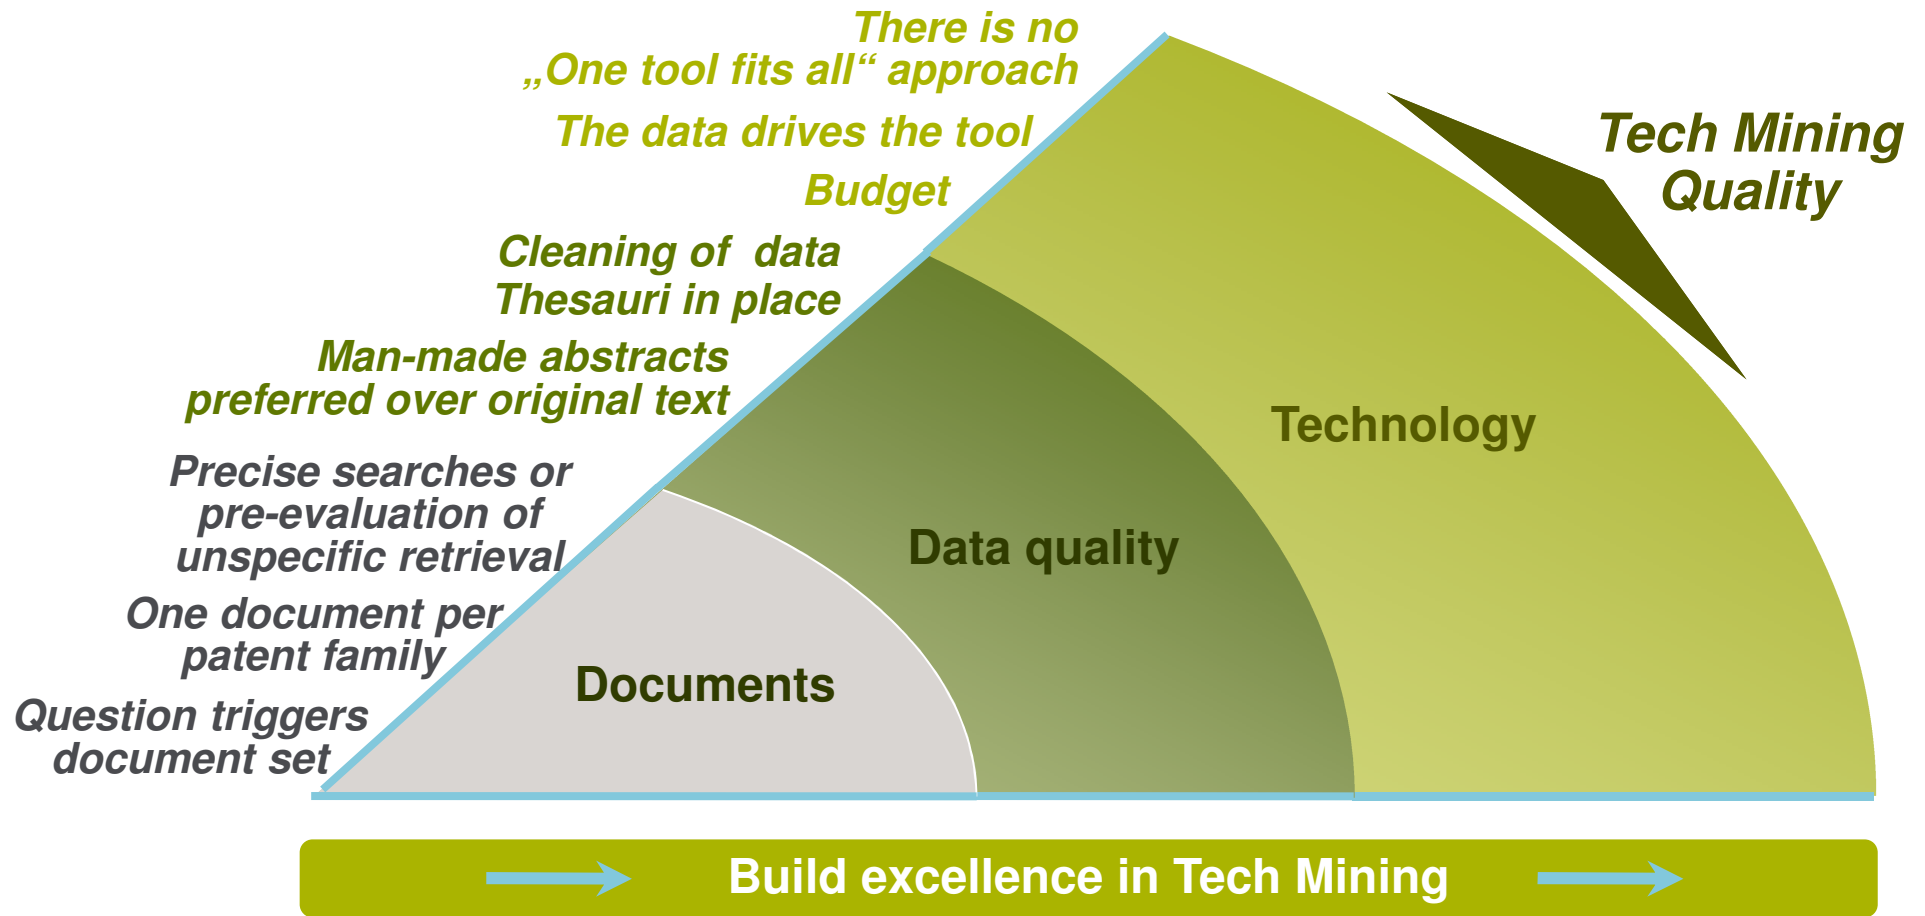 There is no
„One tool fits all“ approach
The data drives the tool
Budget
Cleaning of  data
Thesauri in place
Man-made abstracts
preferred over original text
Precise searches or
pre-evaluation of
unspecific retrieval
One document per
patent family
Question triggers
document set
Documents
Data quality
Technology
Tech Mining
Quality
Build excellence in Tech Mining